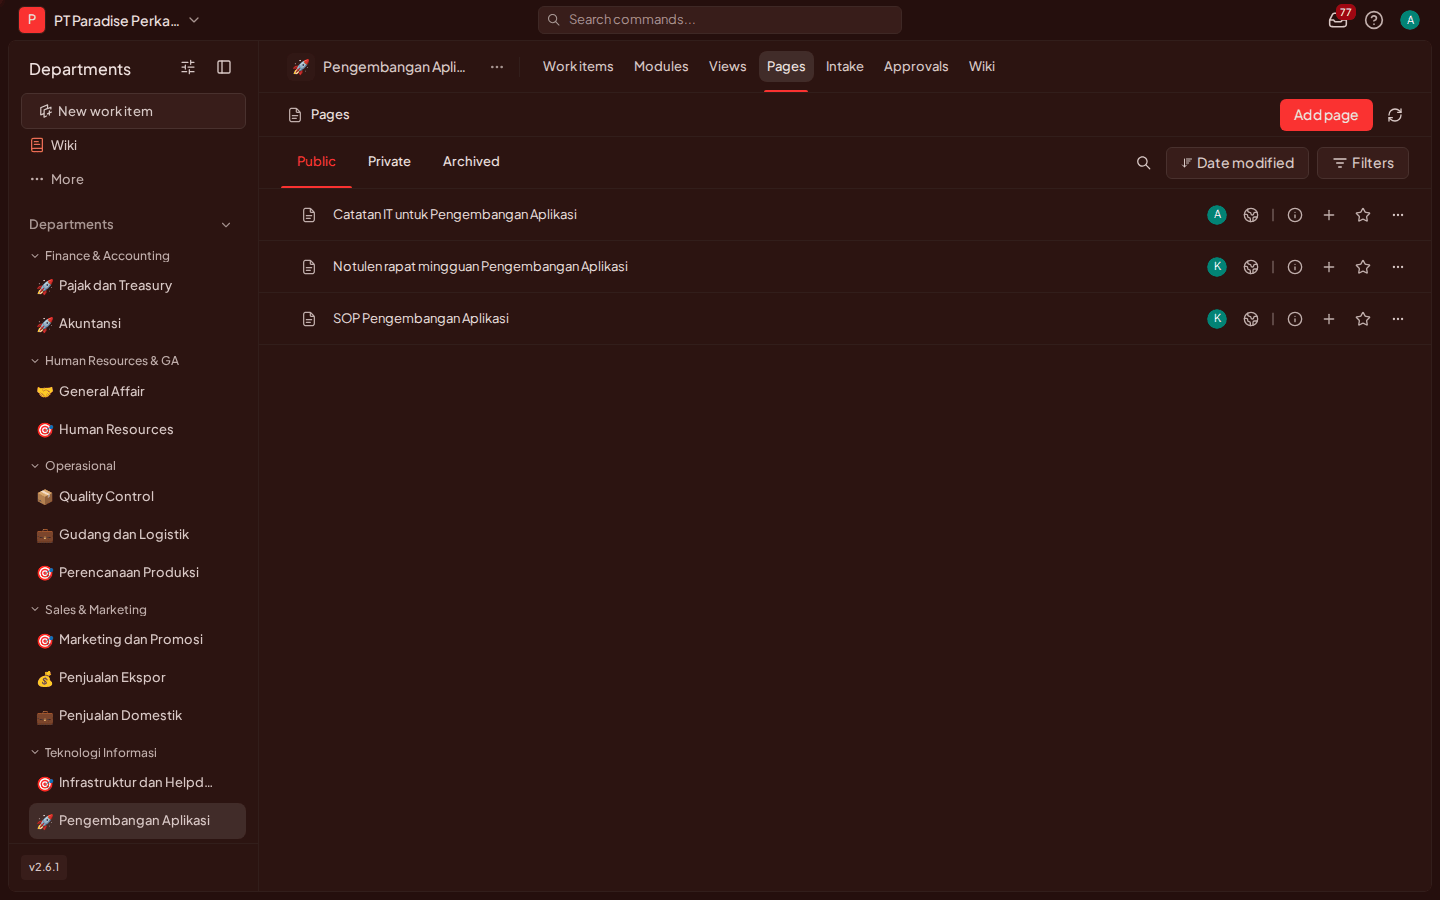 P PT Paradise Perka...
Search commands...
77
A
Departments
New work item
Wiki
More
Departments
Finance & Accounting
Pajak dan Treasury
Akuntansi
Human Resources & GA
General Affair
Human Resources
Operasional
Quality Control
Gudang dan Logistik
Perencanaan Produksi
Sales & Marketing
Marketing dan Promosi
Penjualan Ekspor
Penjualan Domestik
Teknologi Informasi
Infrastruktur dan Helpd...
Pengembangan Aplikasi
v2.6.1
Pengembangan Apli...
Work items Modules Views Pages Intake Approvals Wiki
Pages
Add page
Public Private Archived
Date modified
Filters
Catatan IT untuk Pengembangan Aplikasi
A
Notulen rapat mingguan Pengembangan Aplikasi
K
SOP Pengembangan Aplikasi
K